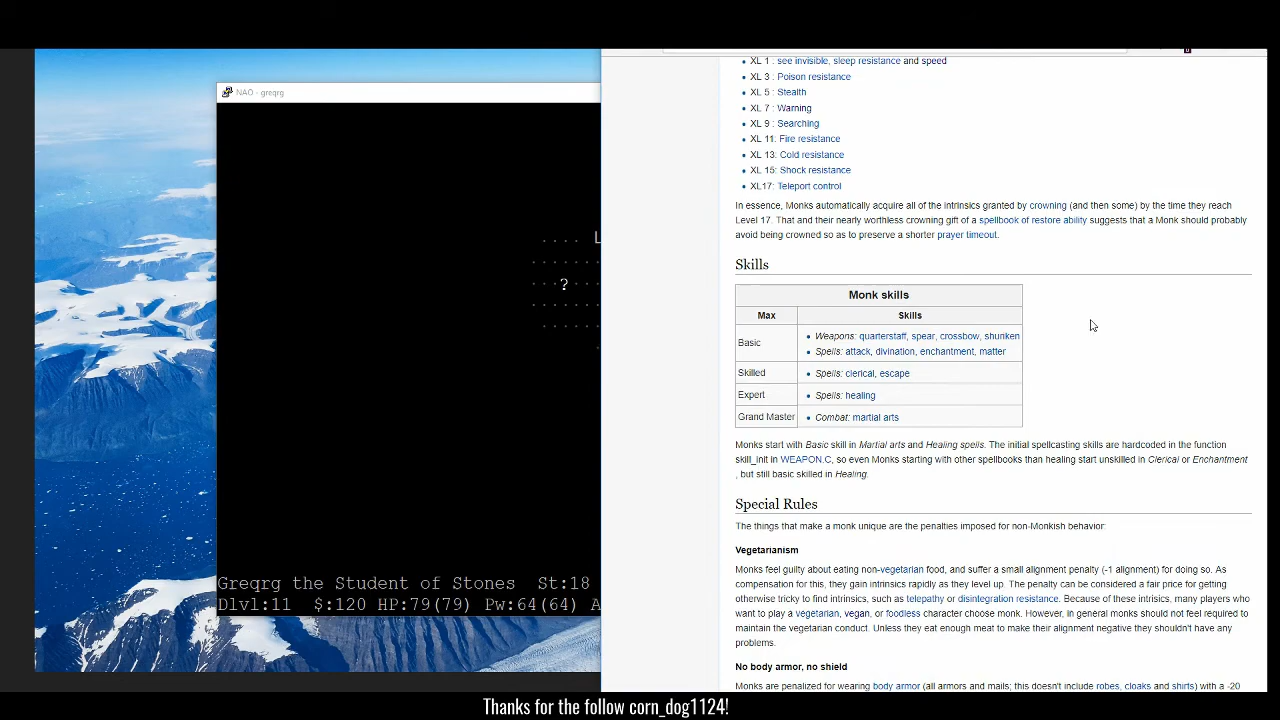 NAO - greqrg
.... L
?
Greqrg the Student of Stones St:18
Dlvl:11 $:120 HP:79(79) Pw:64(64) A
XL 1 : see invisible, sleep resistance and speed
XL 3 : Poison resistance
XL 5 : Stealth
XL 7 : Warning
XL 9 : Searching
XL 11: Fire resistance
XL 13: Cold resistance
XL 15: Shock resistance
XL17: Teleport control
In essence, Monks automatically acquire all of the intrinsics granted by crowning (and then some) by the time they reach
Level 17. That and their nearly worthless crowning gift of a spellbook of restore ability suggests that a Monk should probably
avoid being crowned so as to preserve a shorter prayer timeout.
Skills
Monk skills
Max Skills
Basic
Weapons: quarterstaff, spear, crossbow, shunken
Spells: attack, divination, enchantment, matter
Skilled Spells: clerical, escape
Expert Spells: healing
Grand Master Combat: martial arts
Monks start with Basic skill in Martial arts and Healing spells. The initial spellcasting skills are hardcoded in the function
skill_init in WEAPON.C, so even Monks starting with other spellbooks than healing start unskilled in Clerical or Enchantment
, but still basic skilled in Healing.
Special Rules
The things that make a monk unique are the penalties imposed for non-Monkish behavior:
Vegetarianism
Monks feel guilty about eating non-vegetarian food, and suffer a small alignment penalty (-1 alignment) for doing so. As
compensation for this, they gain intrinsics rapidly as they level up. The penalty can be considered a fair price for getting
otherwise tricky to find intrinsics, such as telepathy or disintegration resistance. Because of these intrisics, many players who
want to play a vegetarian, vegan, or foodless character choose monk. However, in general monks should not feel required to
maintain the vegetarian conduct. Unless they eat enough meat to make their alignment negative they shouldn't have any
problems.
No body armor, no shield
Monks are penalized for wearing body armor (all armors and mails; this doesn't include robes, cloaks and shirts) with a -20
Thanks for the follow corn_dog1124!